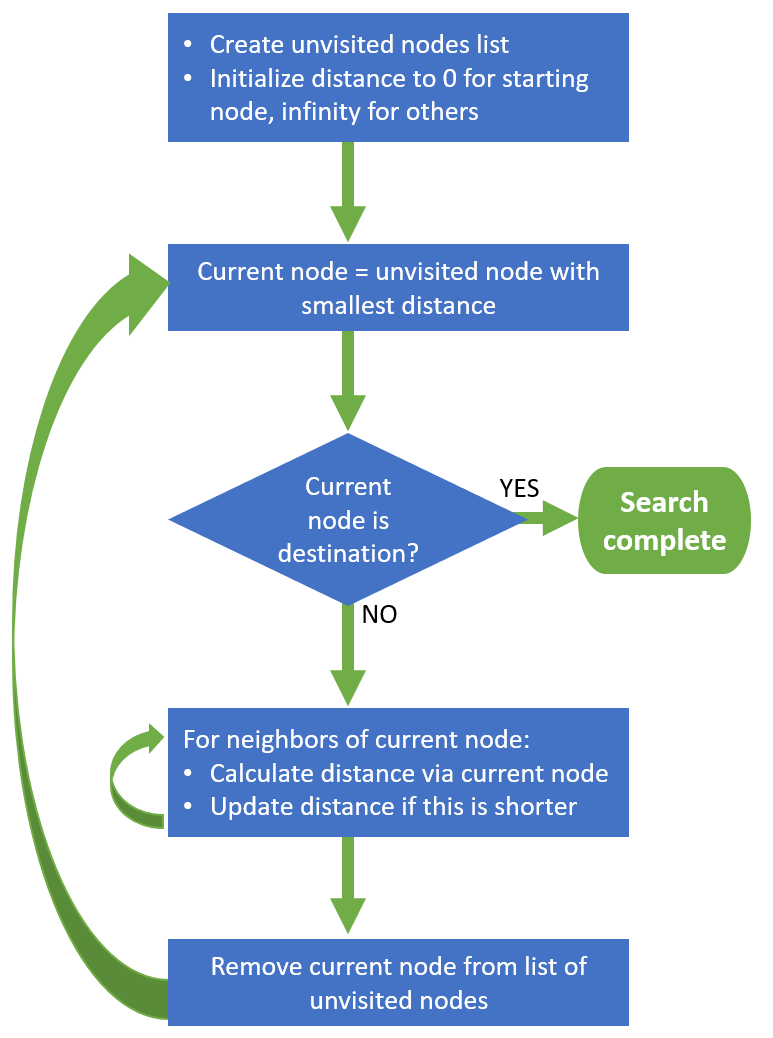 • Create unvisited nodes list
• Initialize distance to 0 for starting
node, infinity for others
Current node = unvisited node with
smallest distance
Current
node is
destination?
YES
Search
complete
NO
For neighbors of current node:
• Calculate distance via current node
• Update distance if this is shorter
Remove current node from list of
unvisited nodes